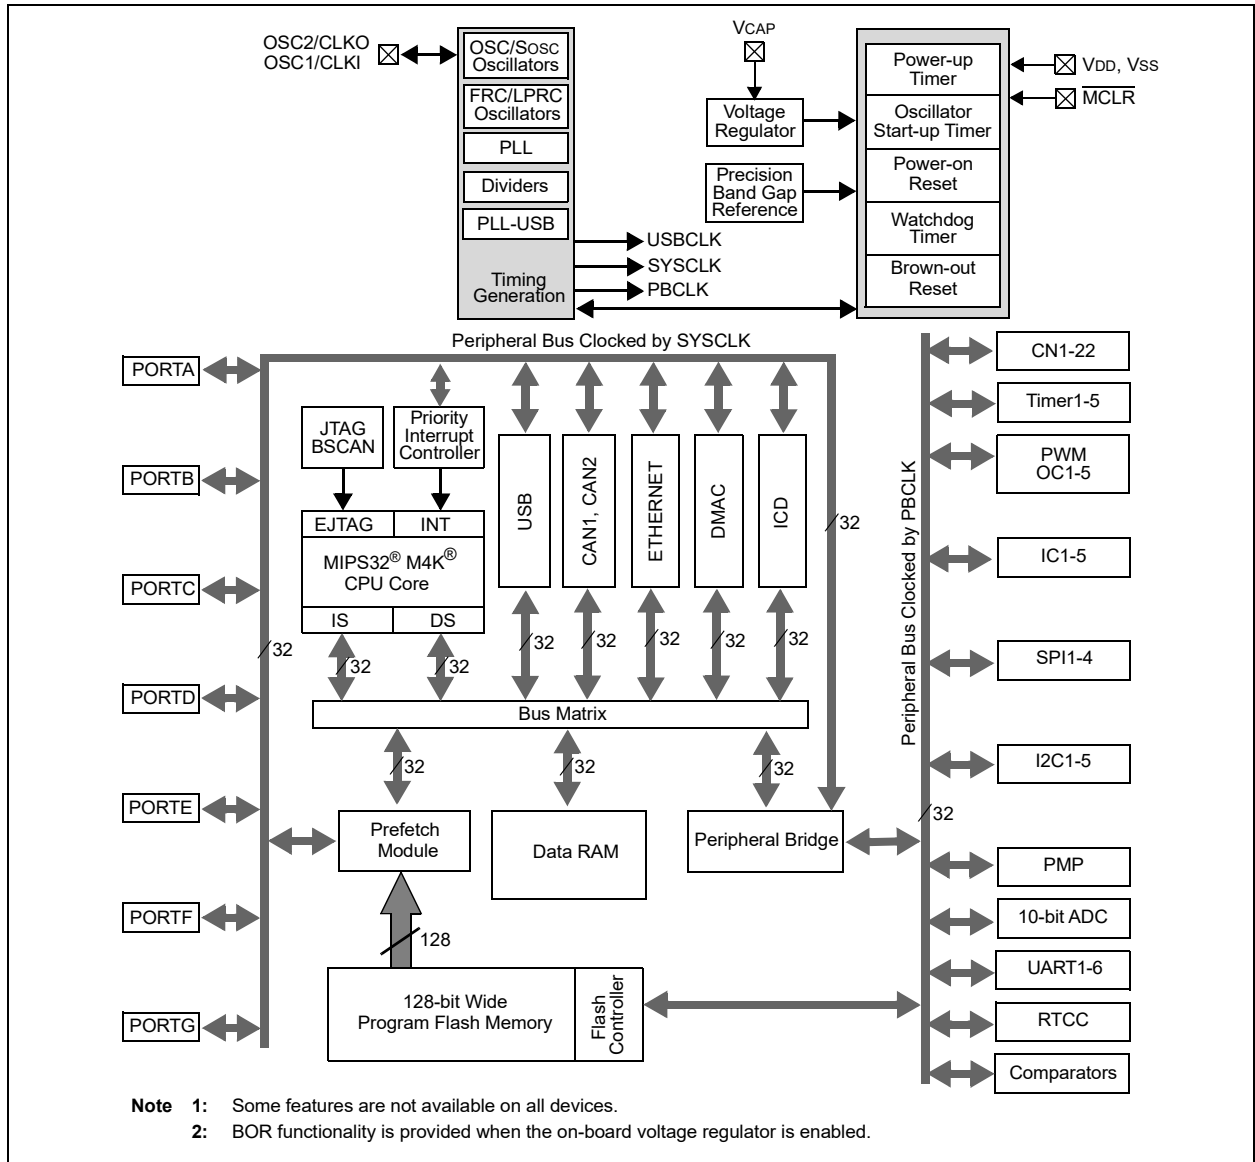 OSC2/CLKO
OSC1/CLKI
OSC/SOSC
Oscillators
FRC/LPRC
Oscillators
PLL
Dividers
PLL-USB
Timing
Generation
USBCLK
SYSCLK
PBCLK
VCAP
Voltage
Regulator
Precision
Band Gap
Reference
Power-up
Timer
Oscillator
Start-up Timer
Power-on
Reset
Watchdog
Timer
Brown-out
Reset
VDD, VSS
MCLR
Peripheral Bus Clocked by SYSCLK
PORTA
PORTB
PORTC
PORTD
PORTE
PORTF
PORTG
32
JTAG
BSCAN
Priority
Interrupt
Controller
EJTAG
INT
MIPS32® M4K®
CPU Core
IS
DS
32
32
USB
CAN1, CAN2
ETHERNET
DMAC
ICD
32
32
32
32
32
32
Bus Matrix
32
32
32
Prefetch
Module
Data RAM
Peripheral Bridge
128
128-bit Wide
Program Flash Memory
Flash
Controller
Peripheral Bus Clocked by PBCLK
32
CN1-22
Timer1-5
PWM
OC1-5
IC1-5
SPI1-4
I2C1-5
PMP
10-bit ADC
UART1-6
RTCC
Comparators
Note 1: Some features are not available on all devices.
2: BOR functionality is provided when the on-board voltage regulator is enabled.